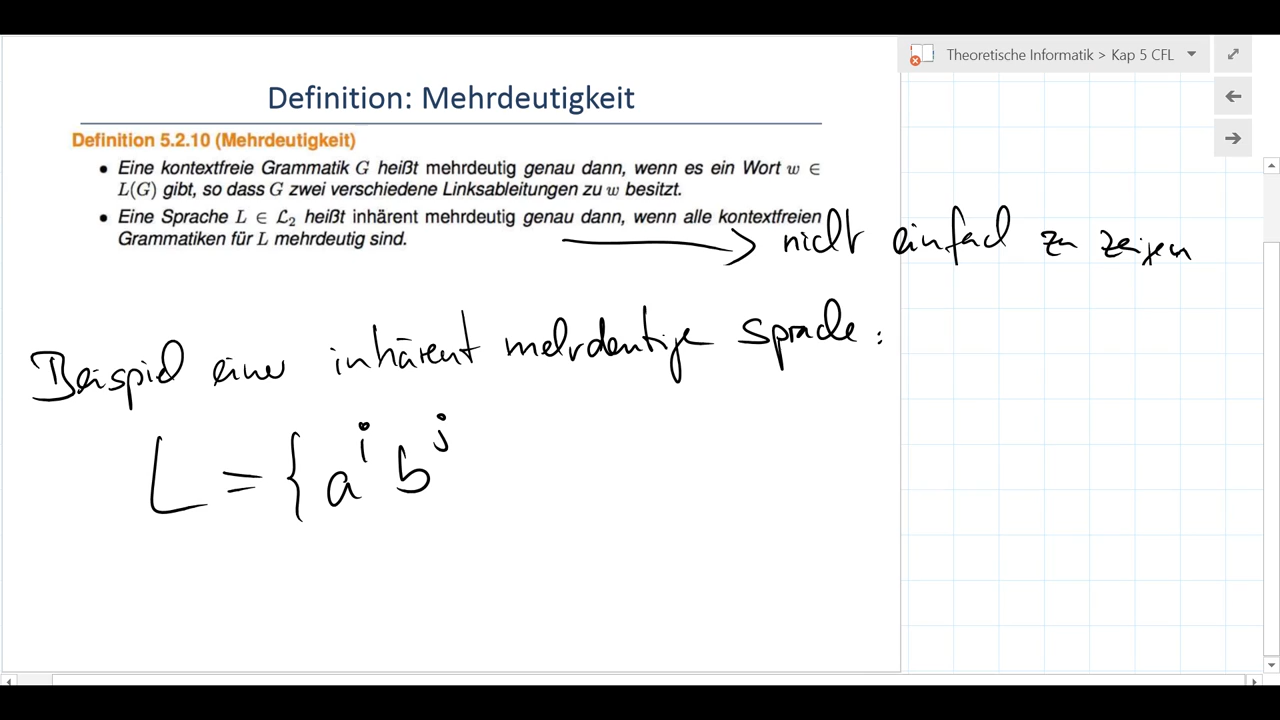 Theoretische Informatik > Kap 5 CFL
Definition: Mehrdeutigkeit
Definition 5.2.10 (Mehrdeutigkeit)
• Eine kontextfreie Grammatik G heißt mehrdeutig genau dann, wenn es ein Wort w ∈
L(G) gibt, so dass G zwei verschiedene Linksableitungen zu w besitzt.
• Eine Sprache L ∈ ℒ₂ heißt inhärent mehrdeutig genau dann, wenn alle kontextfreien
Grammatiken für L mehrdeutig sind.
→ nicht einfach zu zeigen
Beispiel einer inhärent mehrdeutige Sprache:
L = { a^i b^j